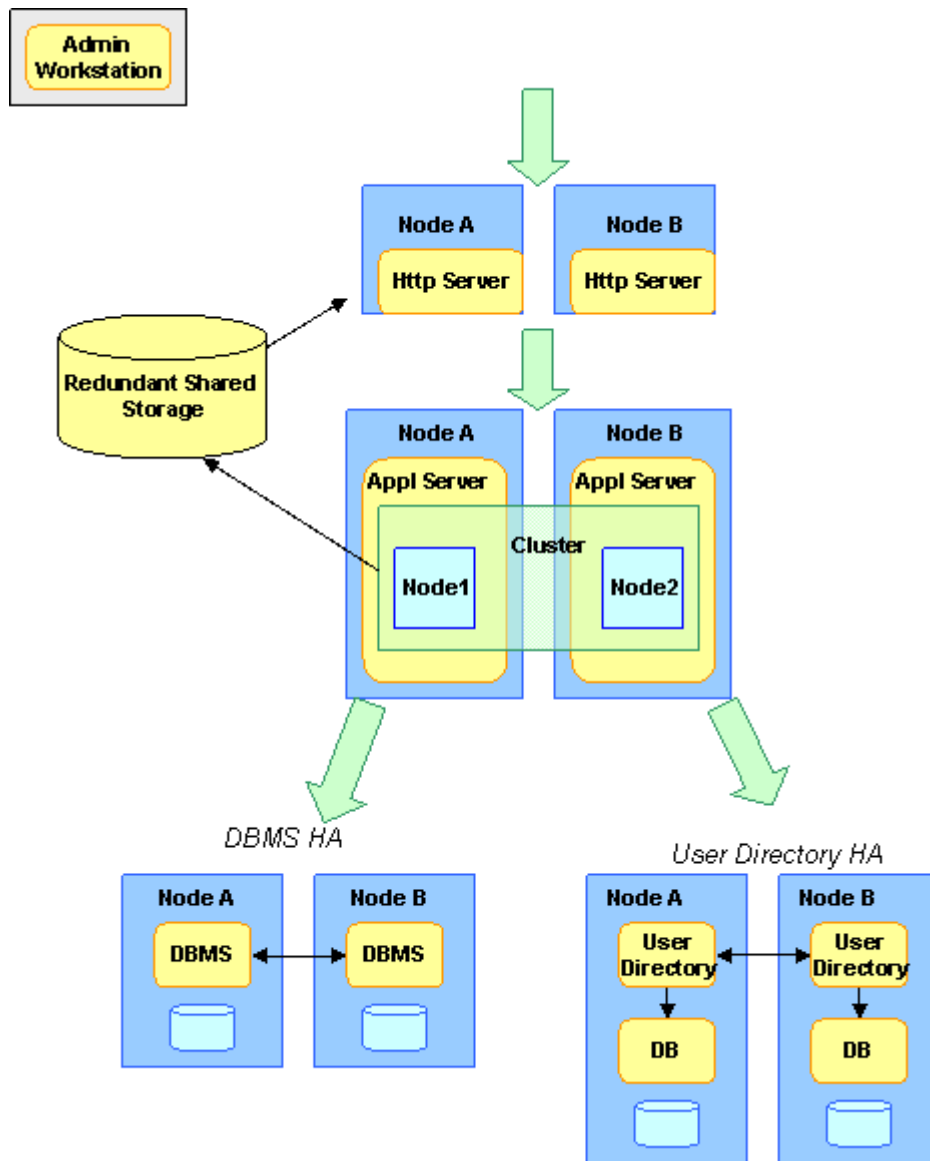 Admin
Workstation
Node A
Node B
Http Server
Http Server
Redundant Shared
Storage
Node A
Node B
Appl Server
Appl Server
Cluster
Node1
Node2
DBMS HA
User Directory HA
Node A
Node B
DBMS
DBMS
Node A
Node B
User
Directory
User
Directory
DB
DB